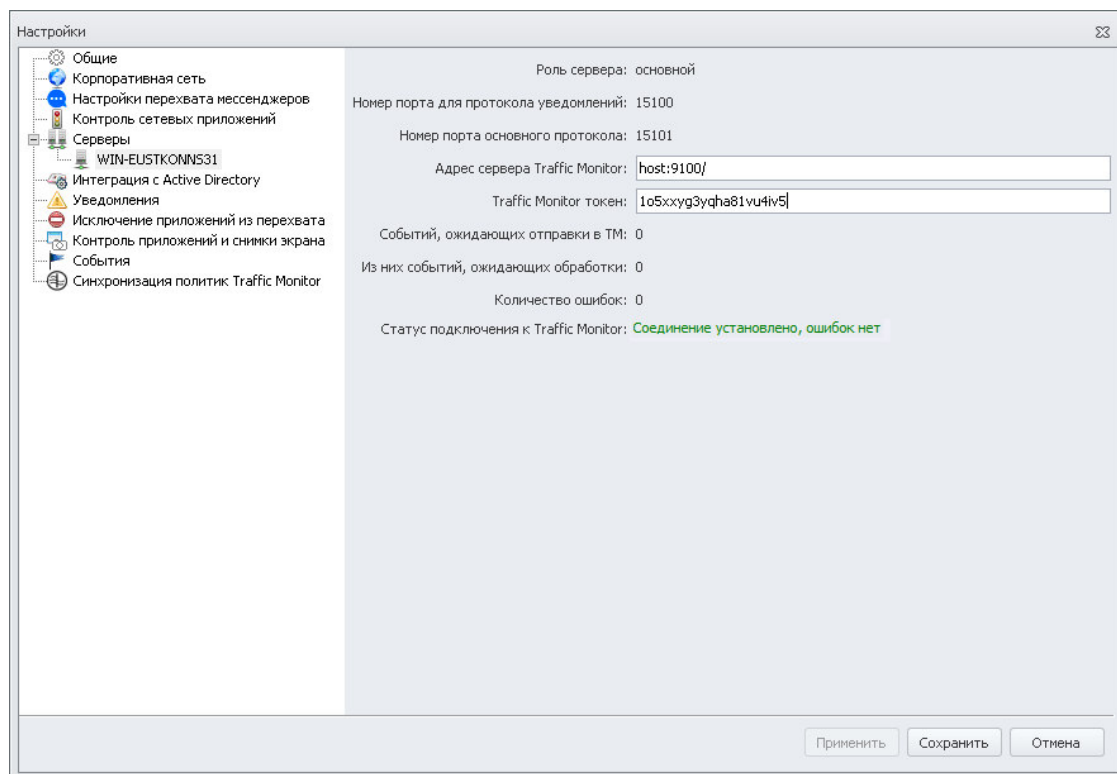 Настройки
Общие
Корпоративная сеть
Настройки перехвата мессенджеров
Контроль сетевых приложений
Серверы
WIN-EUSTKONNS31
Интеграция с Active Directory
Уведомления
Исключение приложений из перехвата
Контроль приложений и снимки экрана
События
Синхронизация политик Traffic Monitor
Роль сервера: основной
Номер порта для протокола уведомлений: 15100
Номер порта основного протокола: 15101
Адрес сервера Traffic Monitor: host:9100/
Traffic Monitor токен: 1o5xxyg3yqha81vu4iv5
Событий, ожидающих отправки в ТМ: 0
Из них событий, ожидающих обработки: 0
Количество ошибок: 0
Статус подключения к Traffic Monitor: Соединение установлено, ошибок нет
Применить
Сохранить
Отмена